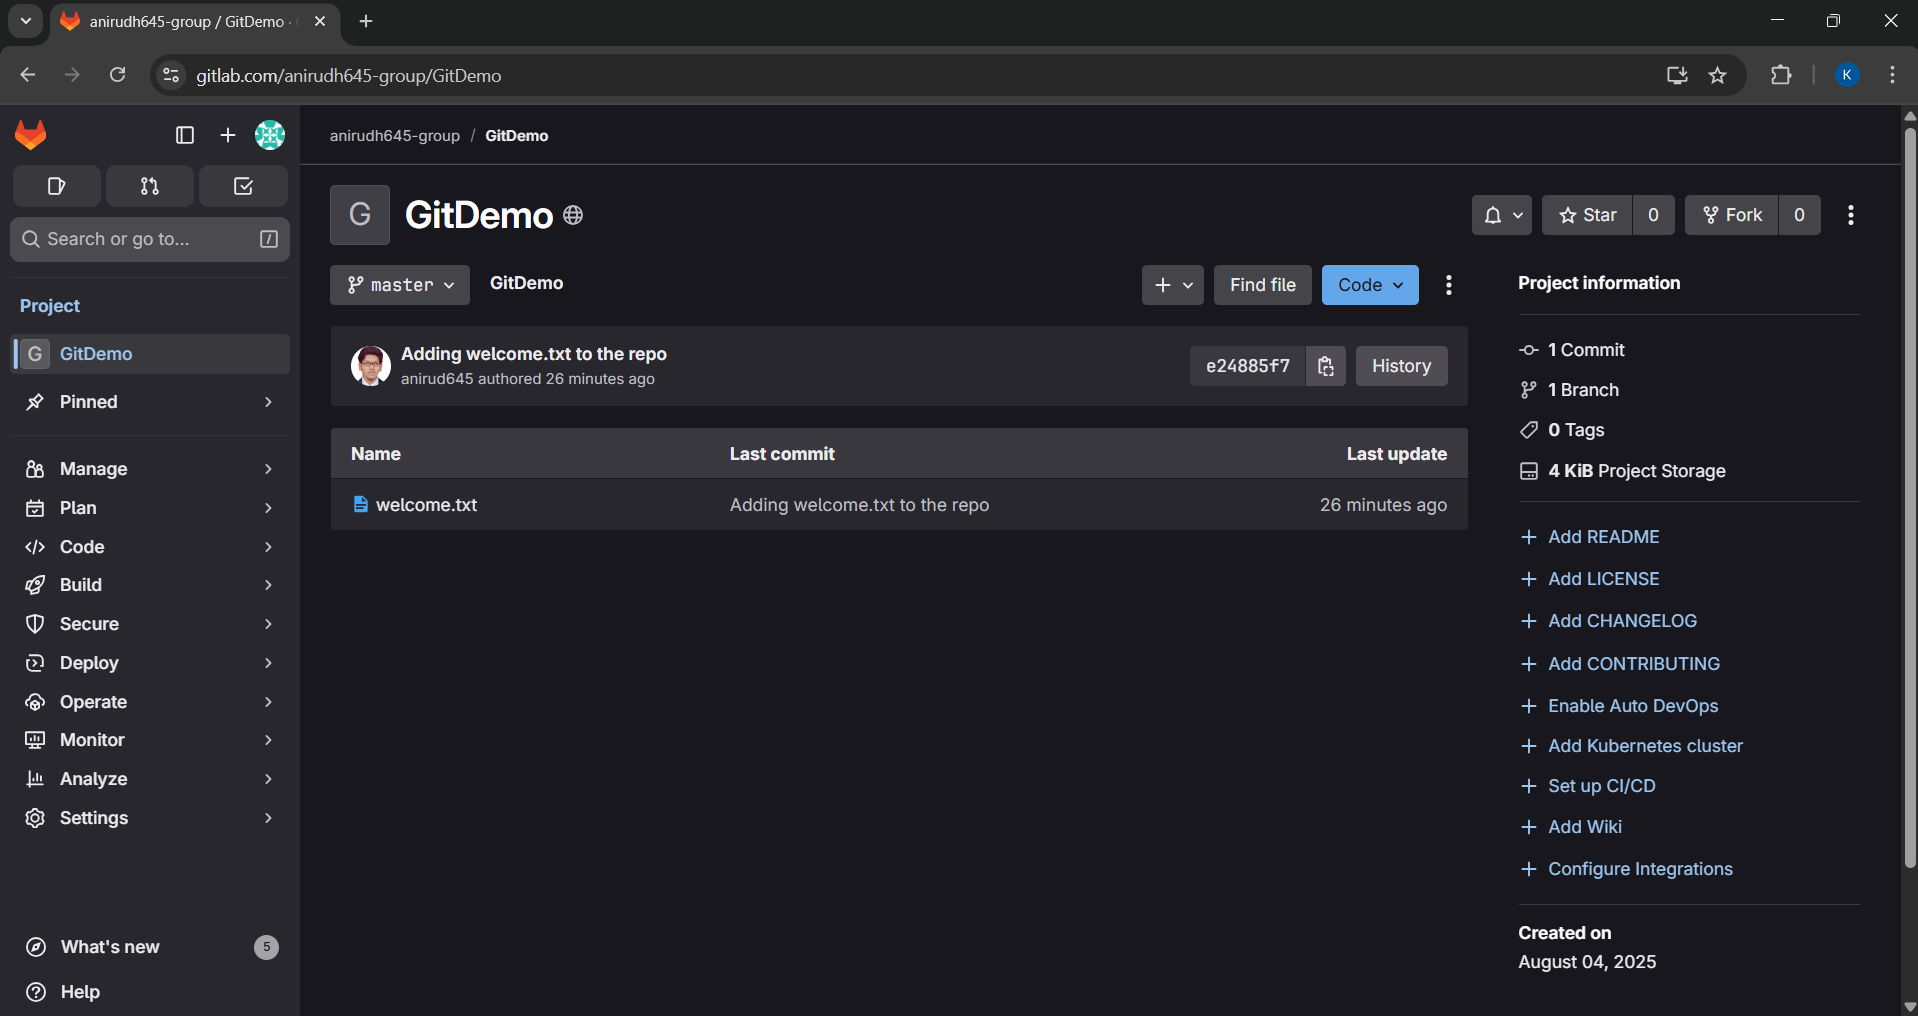 anirudh645-group / GitDemo ·
gitlab.com/anirudh645-group/GitDemo
K
anirudh645-group / GitDemo
Search or go to...
/
Project
G GitDemo
Pinned
Manage
Plan
Code
Build
Secure
Deploy
Operate
Monitor
Analyze
Settings
What's new 5
Help
G
GitDemo
Star 0
Fork 0
master
GitDemo
Find file
Code
Adding welcome.txt to the repo
anirud645 authored 26 minutes ago
e24885f7
History
Name Last commit Last update
welcome.txt Adding welcome.txt to the repo 26 minutes ago
Project information
1 Commit
1 Branch
0 Tags
4 KiB Project Storage
Add README
Add LICENSE
Add CHANGELOG
Add CONTRIBUTING
Enable Auto DevOps
Add Kubernetes cluster
Set up CI/CD
Add Wiki
Configure Integrations
Created on
August 04, 2025